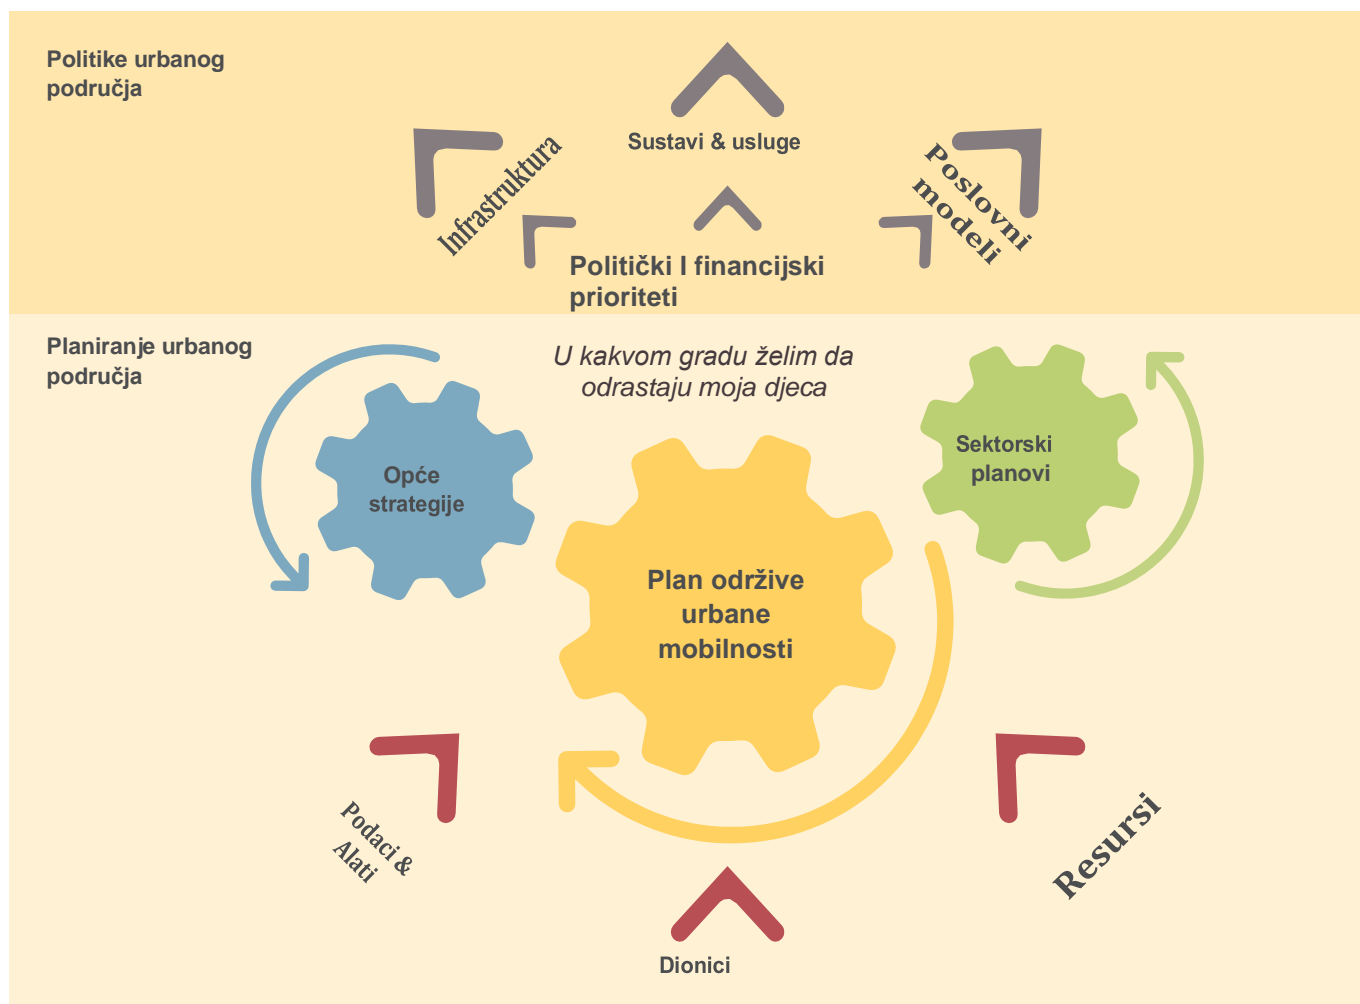 Politike urbanog
područja
Sustavi & usluge
Infrastruktura
Poslovni
modeli
Politički I financijski
prioriteti
Planiranje urbanog
područja
U kakvom gradu želim da
odrastaju moja djeca
Opće
strategije
Sektorski
planovi
Plan održive
urbane
mobilnosti
Podaci &
Alati
Resursi
Dionici